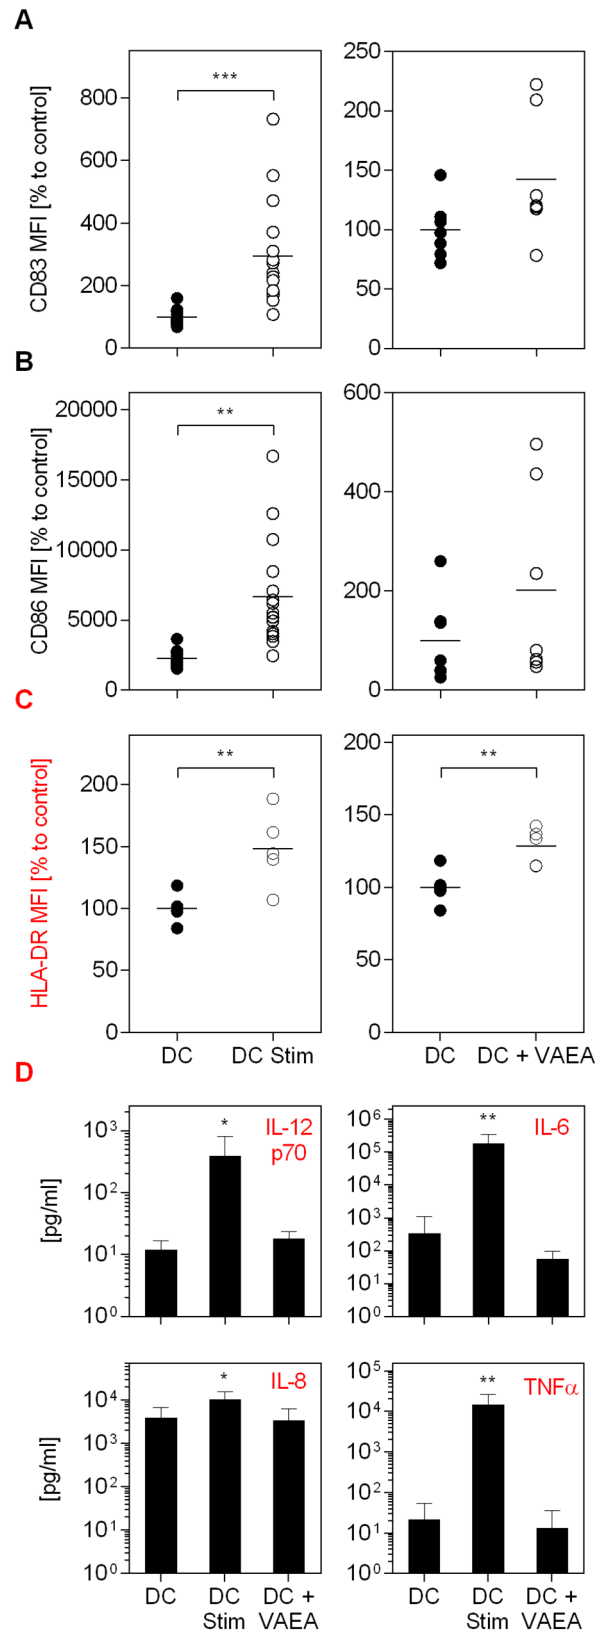 A
CD83 MFI [% to control]
800
600
400
200
0
***
250
200
150
100
50
0
B
CD86 MFI [% to control]
20000
15000
10000
5000
0
**
600
400
200
0
C
HLA-DR MFI [% to control]
200
150
100
50
0
**
DC
DC Stim
200
150
100
50
0
**
DC
DC + VAEA
D
[pg/ml]
10³
10²
10¹
10⁰
*
IL-12
p70
10⁶
10⁵
10⁴
10³
10²
10¹
10⁰
**
IL-6
[pg/ml]
10⁴
10³
10²
10¹
10⁰
*
IL-8
DC
DC
Stim
DC +
VAEA
10⁵
10⁴
10³
10²
10¹
10⁰
**
TNFα
DC
DC
Stim
DC +
VAEA